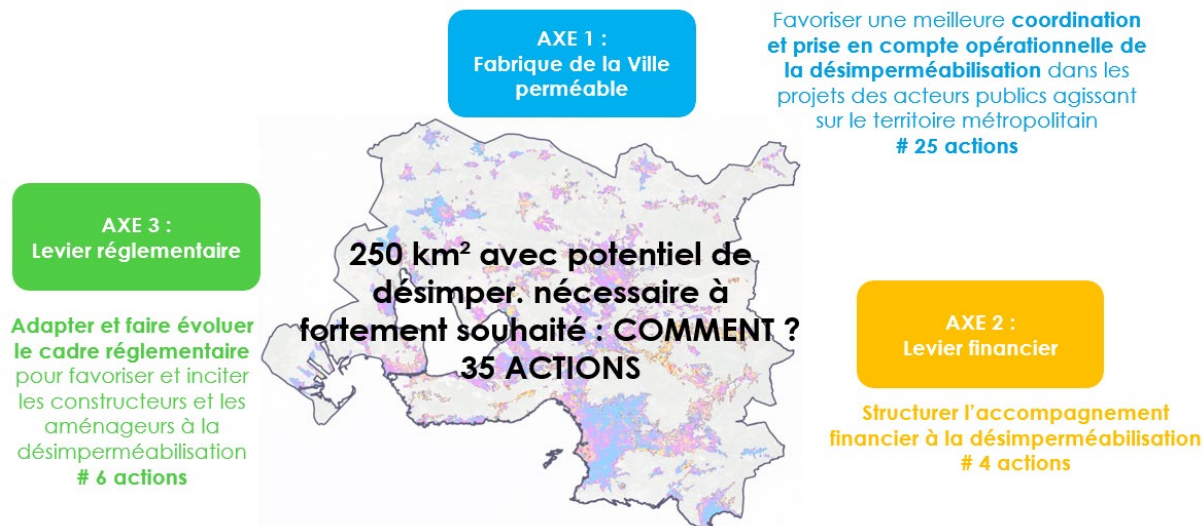 AXE 1 :
Fabrique de la Ville
perméable
Favoriser une meilleure coordination
et prise en compte opérationnelle de
la désimperméabilisation dans les
projets des acteurs publics agissant
sur le territoire métropolitain
# 25 actions
AXE 3 :
Levier réglementaire
Adapter et faire évoluer
le cadre réglementaire
pour favoriser et inciter
les constructeurs et les
aménageurs à la
désimperméabilisation
# 6 actions
250 km² avec potentiel de
désimper. nécessaire à
fortement souhaité : COMMENT ?
35 ACTIONS
AXE 2 :
Levier financier
Structurer l’accompagnement
financier à la désimperméabilisation
# 4 actions